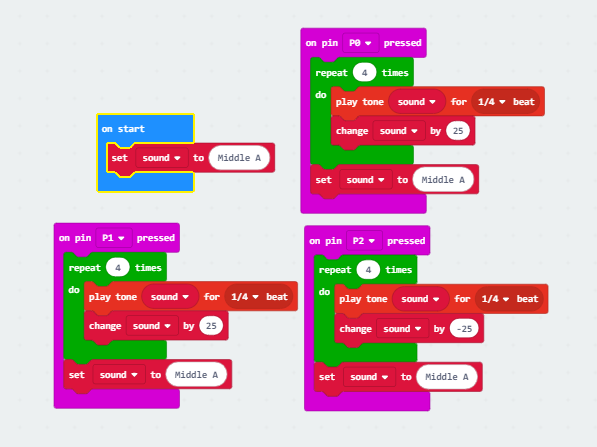 on start
set sound to Middle A
on pin P0 pressed
repeat 4 times
do
play tone sound for 1/4 beat
change sound by 25
set sound to Middle A
on pin P1 pressed
repeat 4 times
do
play tone sound for 1/4 beat
change sound by 25
set sound to Middle A
on pin P2 pressed
repeat 4 times
do
play tone sound for 1/4 beat
change sound by -25
set sound to Middle A